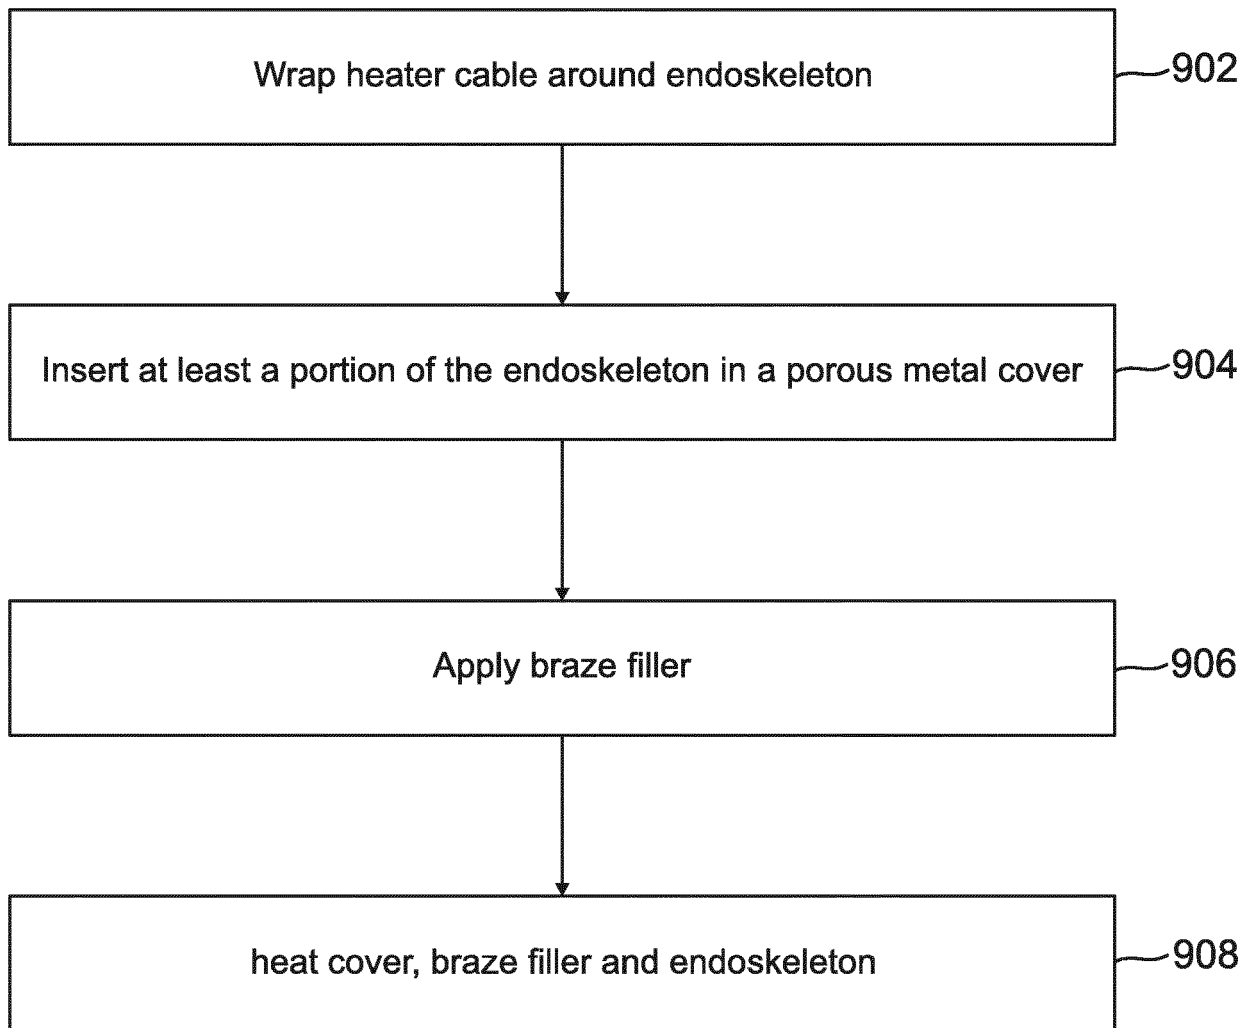 Wrap heater cable around endoskeleton
902
Insert at least a portion of the endoskeleton in a porous metal cover
904
Apply braze filler
906
heat cover, braze filler and endoskeleton
908